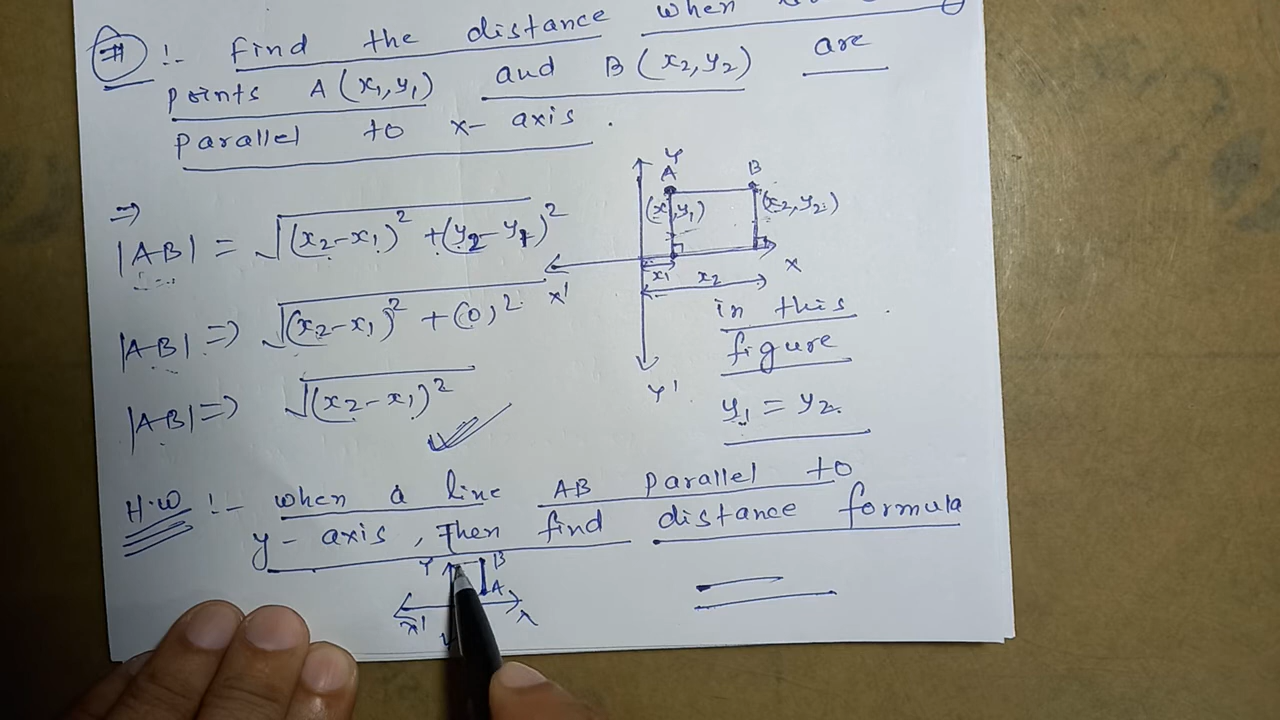 # :- Find the distance when
points A(x₁,y₁) and B(x₂,y₂) are
parallel to x-axis.
⇒
|AB| = √(x₂-x₁)² + (y₂-y₁)²
|AB| ⇒ √(x₂-x₁)² + (0)²
|AB| ⇒ √(x₂-x₁)²
Y
A B
(x₁,y₁) (x₂,y₂)
x₁ x₂ X
X'
Y'
in this
figure
y₁ = y₂.
H.W :- when a line AB parallel to
y-axis, Then find distance formula
Y B
A
X' X